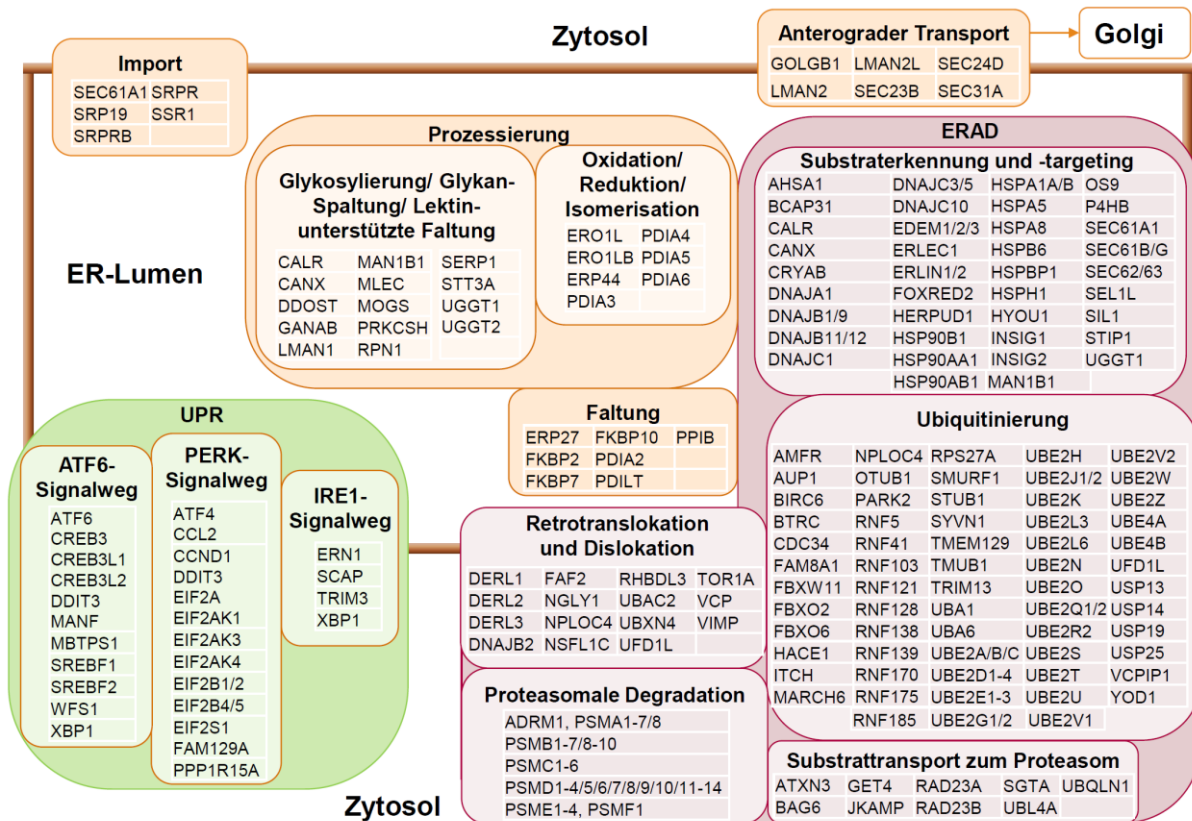 Zytosol
Golgi
Import
SEC61A1 SRPR
SRP19 SSR1
SRPRB
Anterograder Transport
GOLGB1 LMAN2L SEC24D
LMAN2 SEC23B SEC31A
ER-Lumen
Prozessierung
Glykosylierung/ Glykan-
Spaltung/ Lektin-
unterstützte Faltung
CALR MAN1B1 SERP1
CANX MLEC STT3A
DDOST MOGS UGGT1
GANAB PRKCSH UGGT2
LMAN1 RPN1
Oxidation/
Reduktion/
Isomerisation
ERO1L PDIA4
ERO1LB PDIA5
ERP44 PDIA6
PDIA3
Faltung
ERP27 FKBP10 PPIB
FKBP2 PDIA2
FKBP7 PDILT
ERAD
Substraterkennung und -targeting
AHSA1 DNAJC3/5 HSPA1A/B OS9
BCAP31 DNAJC10 HSPA5 P4HB
CALR EDEM1/2/3 HSPA8 SEC61A1
CANX ERLEC1 HSPB6 SEC61B/G
CRYAB ERLIN1/2 HSPBP1 SEC62/63
DNAJA1 FOXRED2 HSPH1 SEL1L
DNAJB1/9 HERPUD1 HYOU1 SIL1
DNAJB11/12 HSP90B1 INSIG1 STIP1
DNAJC1 HSP90AA1 INSIG2 UGGT1
HSP90AB1 MAN1B1
Ubiquitinierung
AMFR NPLOC4 RPS27A UBE2H UBE2V2
AUP1 OTUB1 SMURF1 UBE2J1/2 UBE2W
BIRC6 PARK2 STUB1 UBE2K UBE2Z
BTRC RNF5 SYVN1 UBE2L3 UBE4A
CDC34 RNF41 TMEM129 UBE2L6 UBE4B
FAM8A1 RNF103 TMUB1 UBE2N UFD1L
FBXW11 RNF121 TRIM13 UBE2O USP13
FBXO2 RNF128 UBA1 UBE2Q1/2 USP14
FBXO6 RNF138 UBA6 UBE2R2 USP19
HACE1 RNF139 UBE2A/B/C UBE2S USP25
ITCH RNF170 UBE2D1-4 UBE2T VCPIP1
MARCH6 RNF175 UBE2E1-3 UBE2U YOD1
RNF185 UBE2G1/2 UBE2V1
UPR
ATF6-
Signalweg
ATF6
CREB3
CREB3L1
CREB3L2
DDIT3
MANF
MBTPS1
SREBF1
SREBF2
WFS1
XBP1
PERK-
Signalweg
ATF4
CCL2
CCND1
DDIT3
EIF2A
EIF2AK1
EIF2AK3
EIF2AK4
EIF2B1/2
EIF2B4/5
EIF2S1
FAM129A
PPP1R15A
IRE1-
Signalweg
ERN1
SCAP
TRIM3
XBP1
Retrotranslokation
und Dislokation
DERL1 FAF2 RHBDL3 TOR1A
DERL2 NGLY1 UBAC2 VCP
DERL3 NPLOC4 UBXN4 VIMP
DNAJB2 NSFL1C UFD1L
Proteasomale Degradation
ADRM1, PSMA1-7/8
PSMB1-7/8-10
PSMC1-6
PSMD1-4/5/6/7/8/9/10/11-14
PSME1-4, PSMF1
Substrattransport zum Proteasom
ATXN3 GET4 RAD23A SGTA UBQLN1
BAG6 JKAMP RAD23B UBL4A
Zytosol